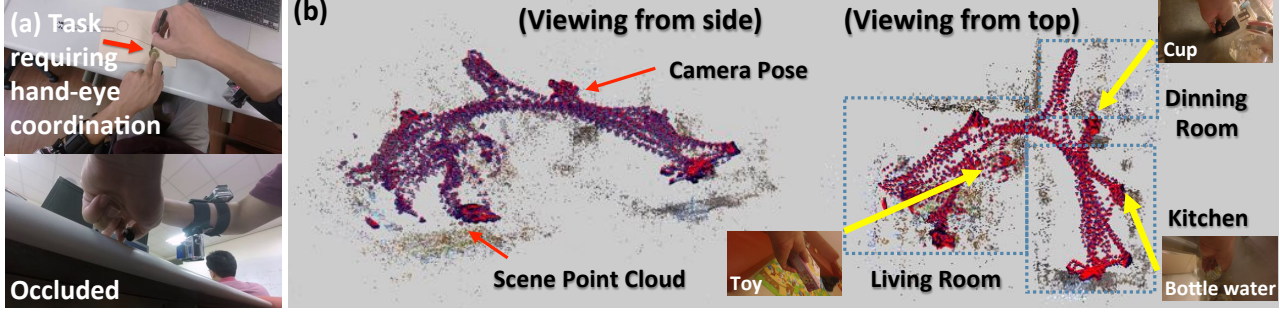 (a) Task
requiring
hand-eye
coordination
Occluded
(b)
(Viewing from side)
Camera Pose
Scene Point Cloud
(Viewing from top)
Cup
Dinning
Room
Kitchen
Toy
Living Room
Bottle water